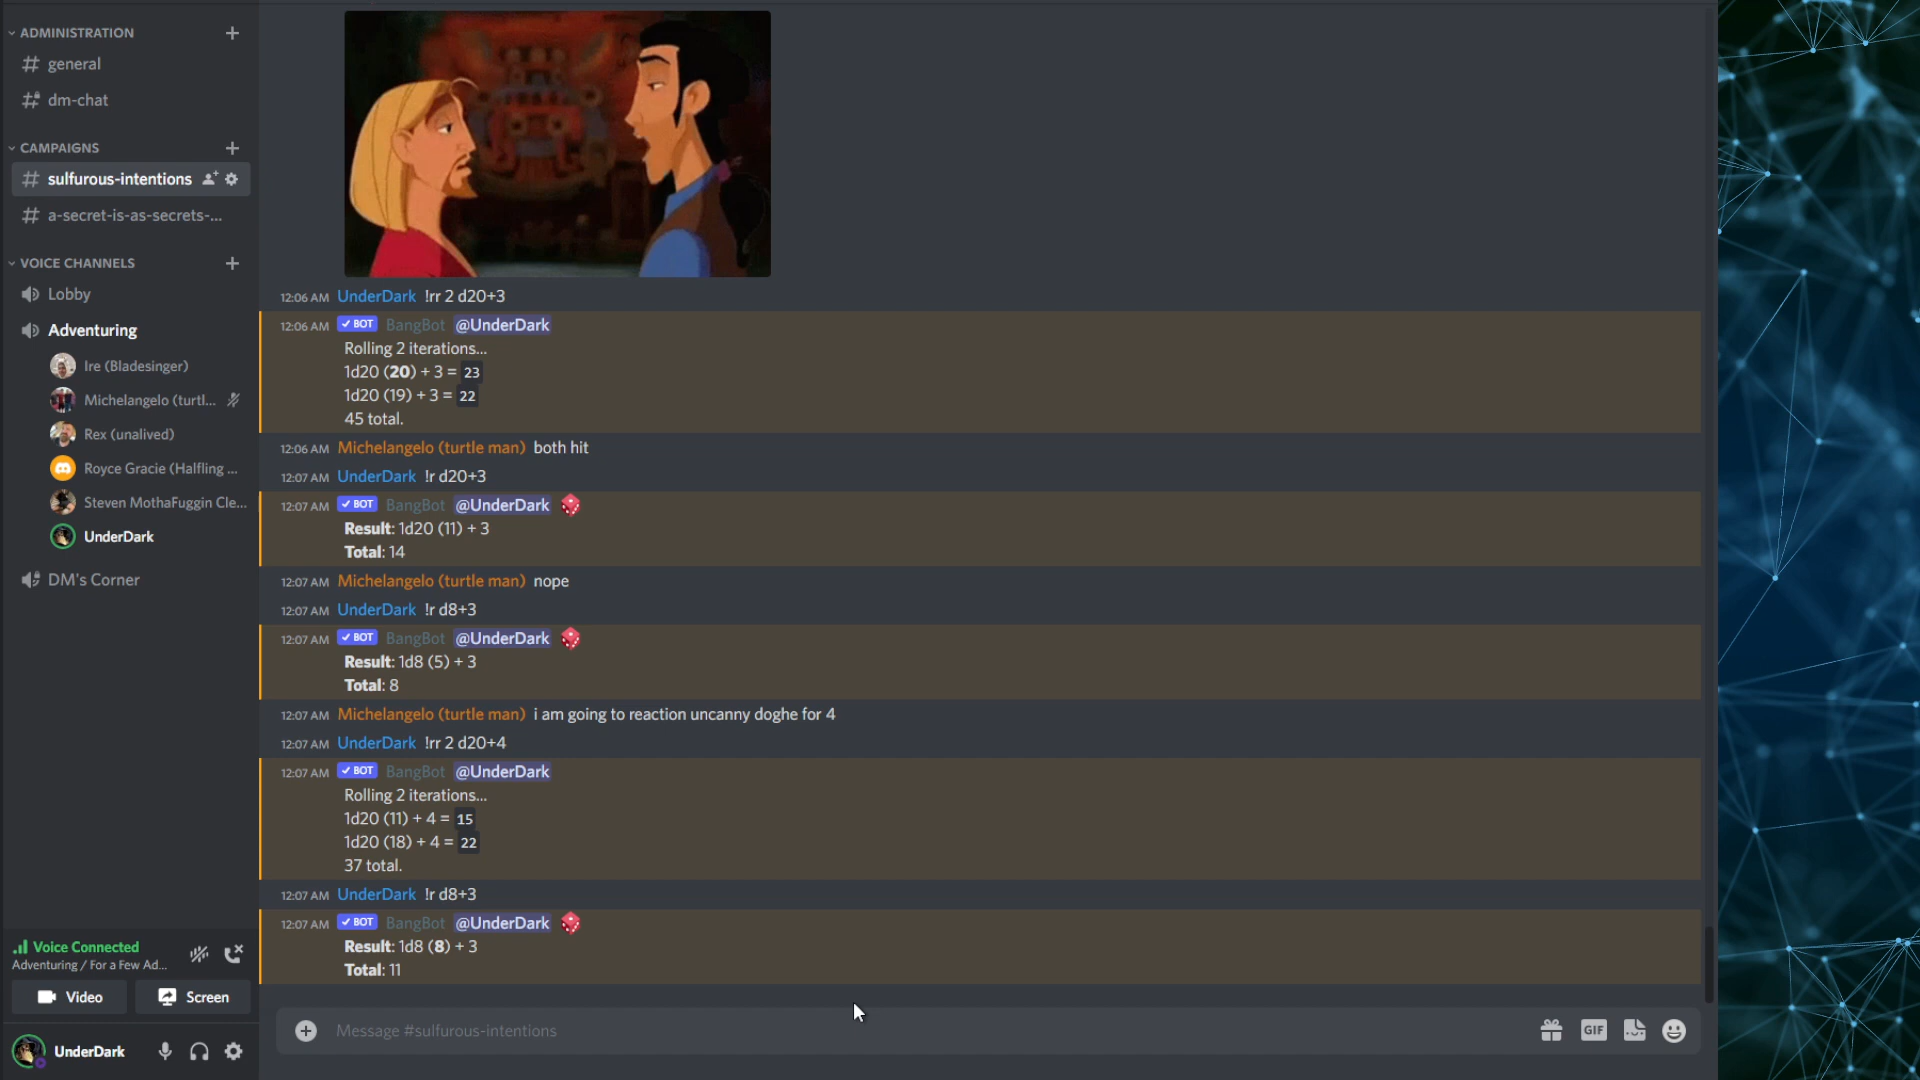 ADMINISTRATION
general
dm-chat
CAMPAIGNS
sulfurous-intentions
a-secret-is-as-secrets-...
VOICE CHANNELS
Lobby
Adventuring
Ire (Bladesinger)
Michelangelo (turtl...
Rex (unalived)
Royce Gracie (Halfling ...
Steven MothaFuggin Cle...
UnderDark
DM's Corner
Voice Connected
Adventuring / For a Few Ad...
Video Screen
UnderDark
12:06 AM UnderDark !rr 2 d20+3
12:06 AM ✓ BOT BangBot @UnderDark
Rolling 2 iterations...
1d20 (20) + 3 = 23
1d20 (19) + 3 = 22
45 total.
12:06 AM Michelangelo (turtle man) both hit
12:07 AM UnderDark !r d20+3
12:07 AM ✓ BOT BangBot @UnderDark
Result: 1d20 (11) + 3
Total: 14
12:07 AM Michelangelo (turtle man) nope
12:07 AM UnderDark !r d8+3
12:07 AM ✓ BOT BangBot @UnderDark
Result: 1d8 (5) + 3
Total: 8
12:07 AM Michelangelo (turtle man) i am going to reaction uncanny doghe for 4
12:07 AM UnderDark !rr 2 d20+4
12:07 AM ✓ BOT BangBot @UnderDark
Rolling 2 iterations...
1d20 (11) + 4 = 15
1d20 (18) + 4 = 22
37 total.
12:07 AM UnderDark !r d8+3
12:07 AM ✓ BOT BangBot @UnderDark
Result: 1d8 (8) + 3
Total: 11
Message #sulfurous-intentions
GIF